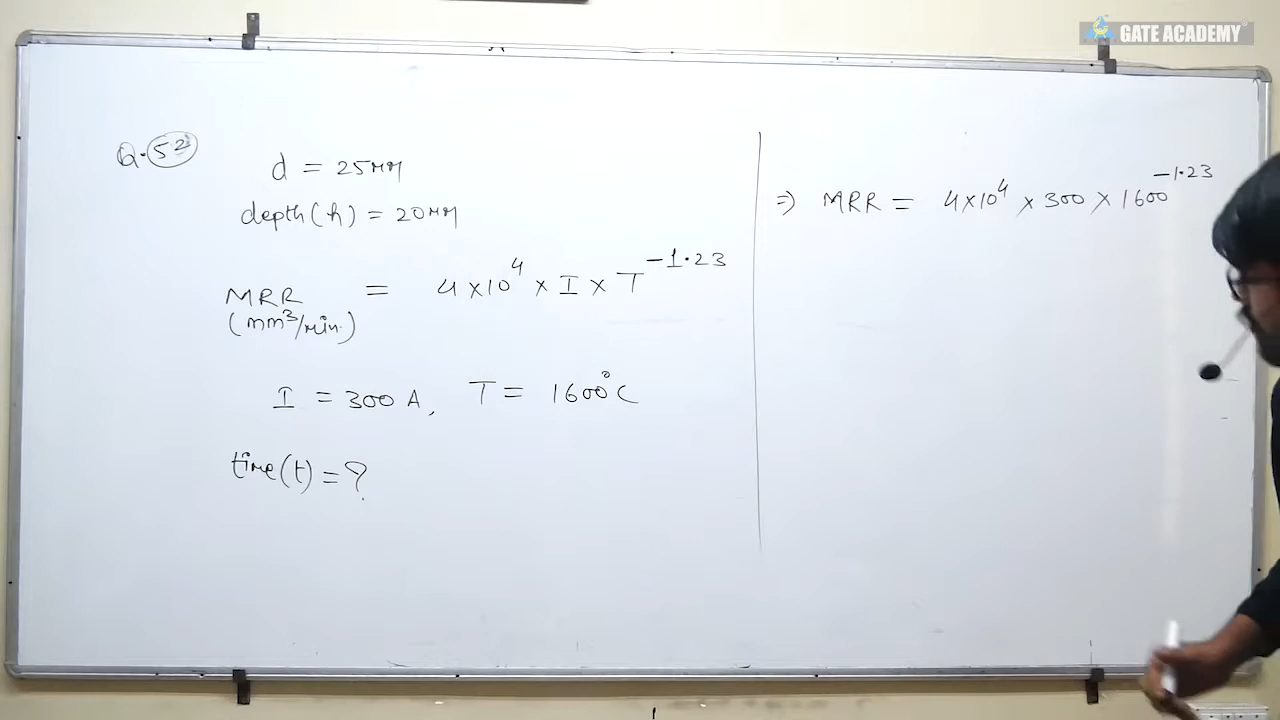 GATE ACADEMY
Q.52
d = 25MM
depth(h) = 20MM
MRR = 4×10⁴ × I × T^-1.23
(mm³/min.)
I = 300 A, T = 1600°C
time(t) = ?
⇒ MRR = 4×10⁴ × 300 × 1600^-1.23